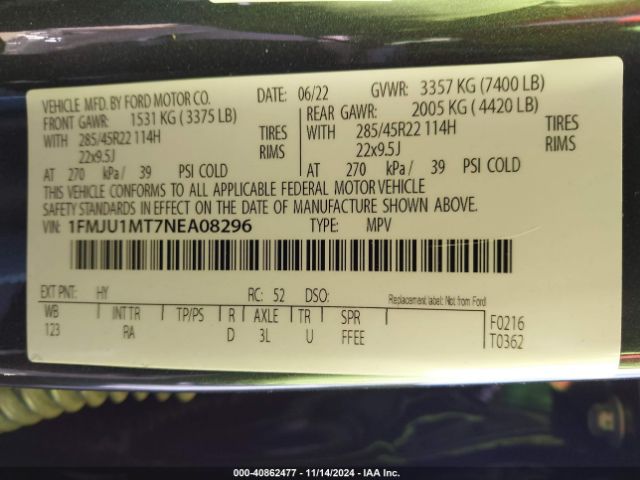 VEHICLE MFD. BY FORD MOTOR CO. DATE: 06/22 GVWR: 3357 KG (7400 LB)
FRONT GAWR: 1531 KG (3375 LB) REAR GAWR: 2005 KG (4420 LB)
WITH 285/45R22 114H TIRES WITH 285/45R22 114H TIRES
22x9.5J RIMS 22x9.5J RIMS
AT 270 kPa/ 39 PSI COLD AT 270 kPa/ 39 PSI COLD
THIS VEHICLE CONFORMS TO ALL APPLICABLE FEDERAL MOTOR VEHICLE
SAFETY STANDARDS IN EFFECT ON THE DATE OF MANUFACTURE SHOWN ABOVE.
VIN: 1FMJU1MT7NEA08296 TYPE: MPV
EXT PNT: HY RC: 52 DSO: Replacement label: Not from Ford
WB INT TR TP/PS R AXLE TR SPR F0216
123 RA D 3L U FFEE T0362
000-40862477 - 11/14/2024 - IAA Inc.